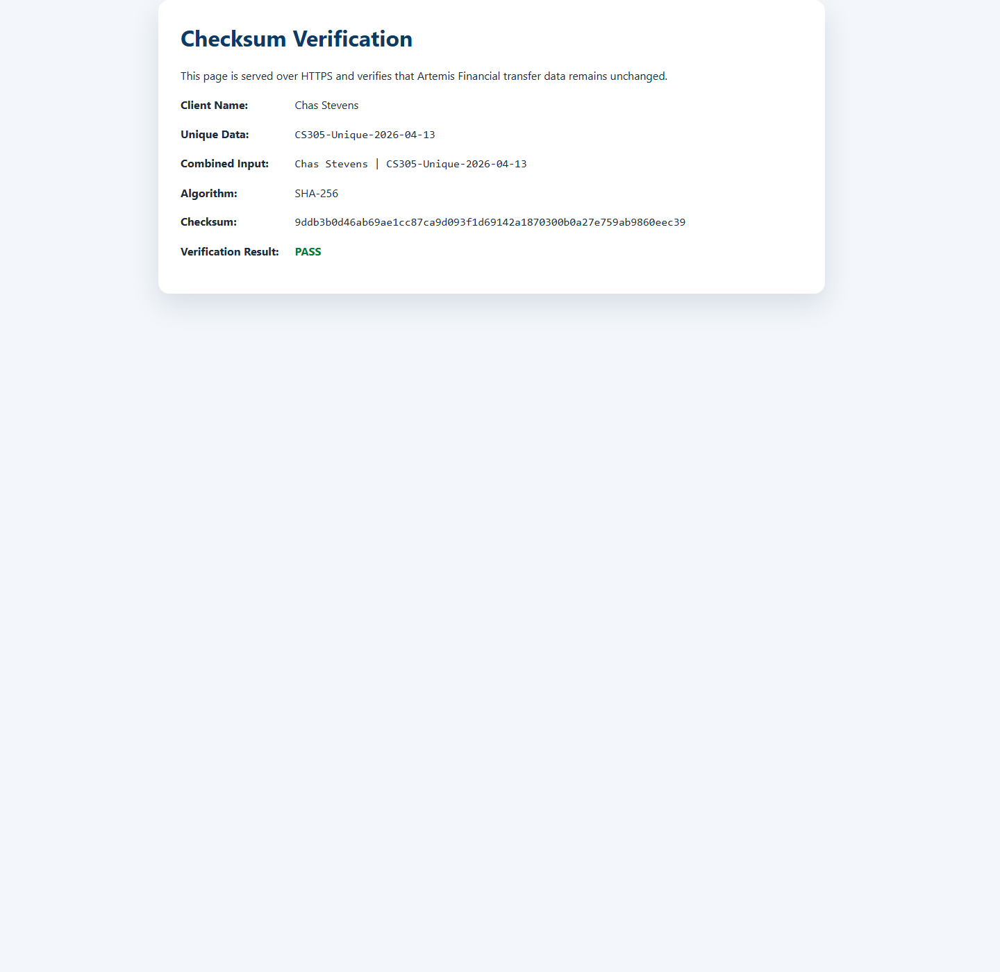 Checksum Verification
This page is served over HTTPS and verifies that Artemis Financial transfer data remains unchanged.
Client Name: Chas Stevens
Unique Data: CS305-Unique-2026-04-13
Combined Input: Chas Stevens | CS305-Unique-2026-04-13
Algorithm: SHA-256
Checksum: 9ddb3b0d46ab69ae1cc87ca9d093f1d69142a1870300b0a27e759ab9860eec39
Verification Result: PASS